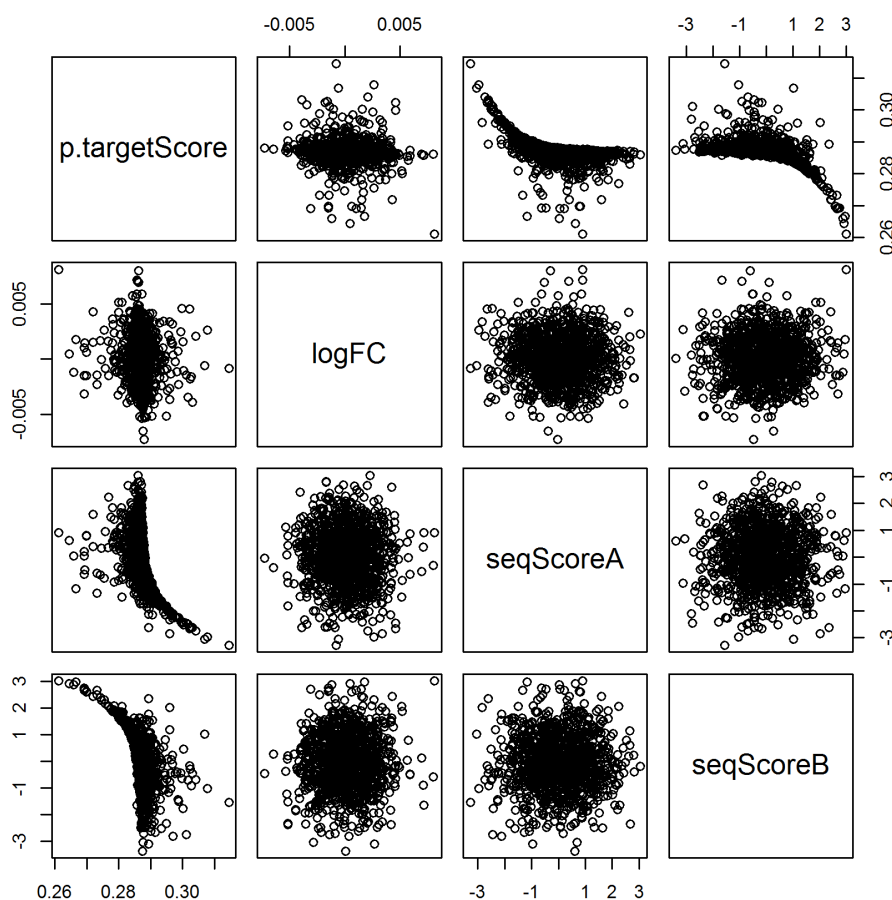 -0.005 0.005 -3 -1 1 2 3
p.targetScore
0.26 0.28 0.30
-0.005 0.005
logFC
seqScoreA
-3 -1 1 2 3
-3 -1 1 2 3
seqScoreB
0.26 0.28 0.30 -3 -1 1 2 3